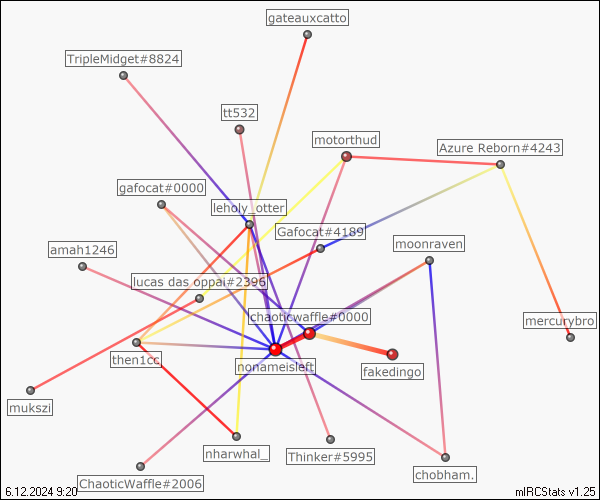 gateauxcatto
TripleMidget#8824
tt532
motorthud
Azure Reborn#4243
gafocat#0000
leholy_otter
Gafocat#4189
moonraven
amah1246
lucas das oppai#2396
chaoticwaffle#0000
mercurybro
then1cc
nonameisleft
fakedingo
mukszi
nharwhal_
Thinker#5995
chobham.
ChaoticWaffle#2006
6.12.2024 9:20
mIRCStats v1.25